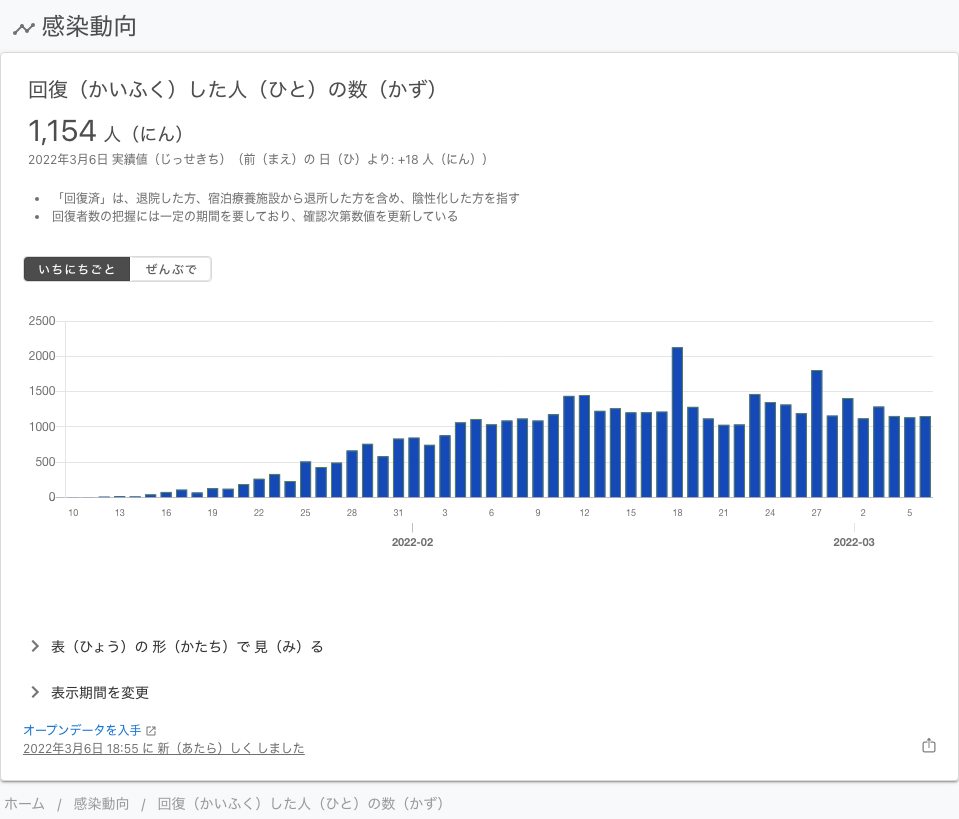 感染動向
回復（かいふく）した人（ひと）の数（かず）
1,154 人（にん）
2022年3月6日 実績値（じっせきち）（前（まえ）の 日（ひ）より: +18 人（にん））
• 「回復済」は、退院した方、宿泊療養施設から退所した方を含め、陰性化した方を指す
• 回復者数の把握には一定の期間を要しており、確認次第数値を更新している
いちにちごと ぜんぶで
2500
2000
1500
1000
500
0
10 13 16 19 22 25 28 31 3 6 9 12 15 18 21 24 27 2 5
2022-02 2022-03
表（ひょう）の 形（かたち）で 見（み）る
表示期間を変更
オープンデータを入手
2022年3月6日 18:55 に 新（あたら）しく しました
ホーム / 感染動向 / 回復（かいふく）した人（ひと）の数（かず）